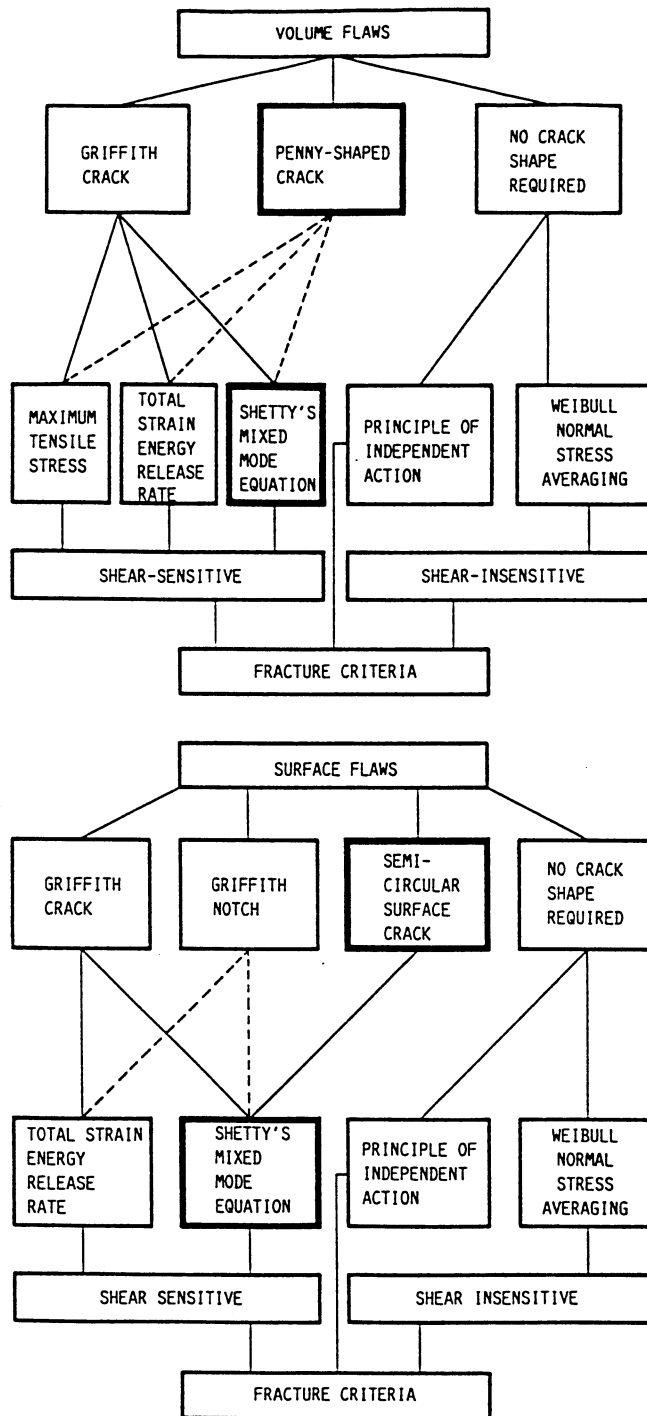 VOLUME FLAWS
GRIFFITH
CRACK
PENNY-SHAPED
CRACK
NO CRACK
SHAPE
REQUIRED
MAXIMUM
TENSILE
STRESS
TOTAL
STRAIN
ENERGY
RELEASE
RATE
SHETTY'S
MIXED
MODE
EQUATION
PRINCIPLE OF
INDEPENDENT
ACTION
WEIBULL
NORMAL
STRESS
AVERAGING
SHEAR-SENSITIVE
SHEAR-INSENSITIVE
FRACTURE CRITERIA
SURFACE FLAWS
GRIFFITH
CRACK
GRIFFITH
NOTCH
SEMI-
CIRCULAR
SURFACE
CRACK
NO CRACK
SHAPE
REQUIRED
TOTAL STRAIN
ENERGY
RELEASE
RATE
SHETTY'S
MIXED
MODE
EQUATION
PRINCIPLE OF
INDEPENDENT
ACTION
WEIBULL
NORMAL
STRESS
AVERAGING
SHEAR SENSITIVE
SHEAR INSENSITIVE
FRACTURE CRITERIA